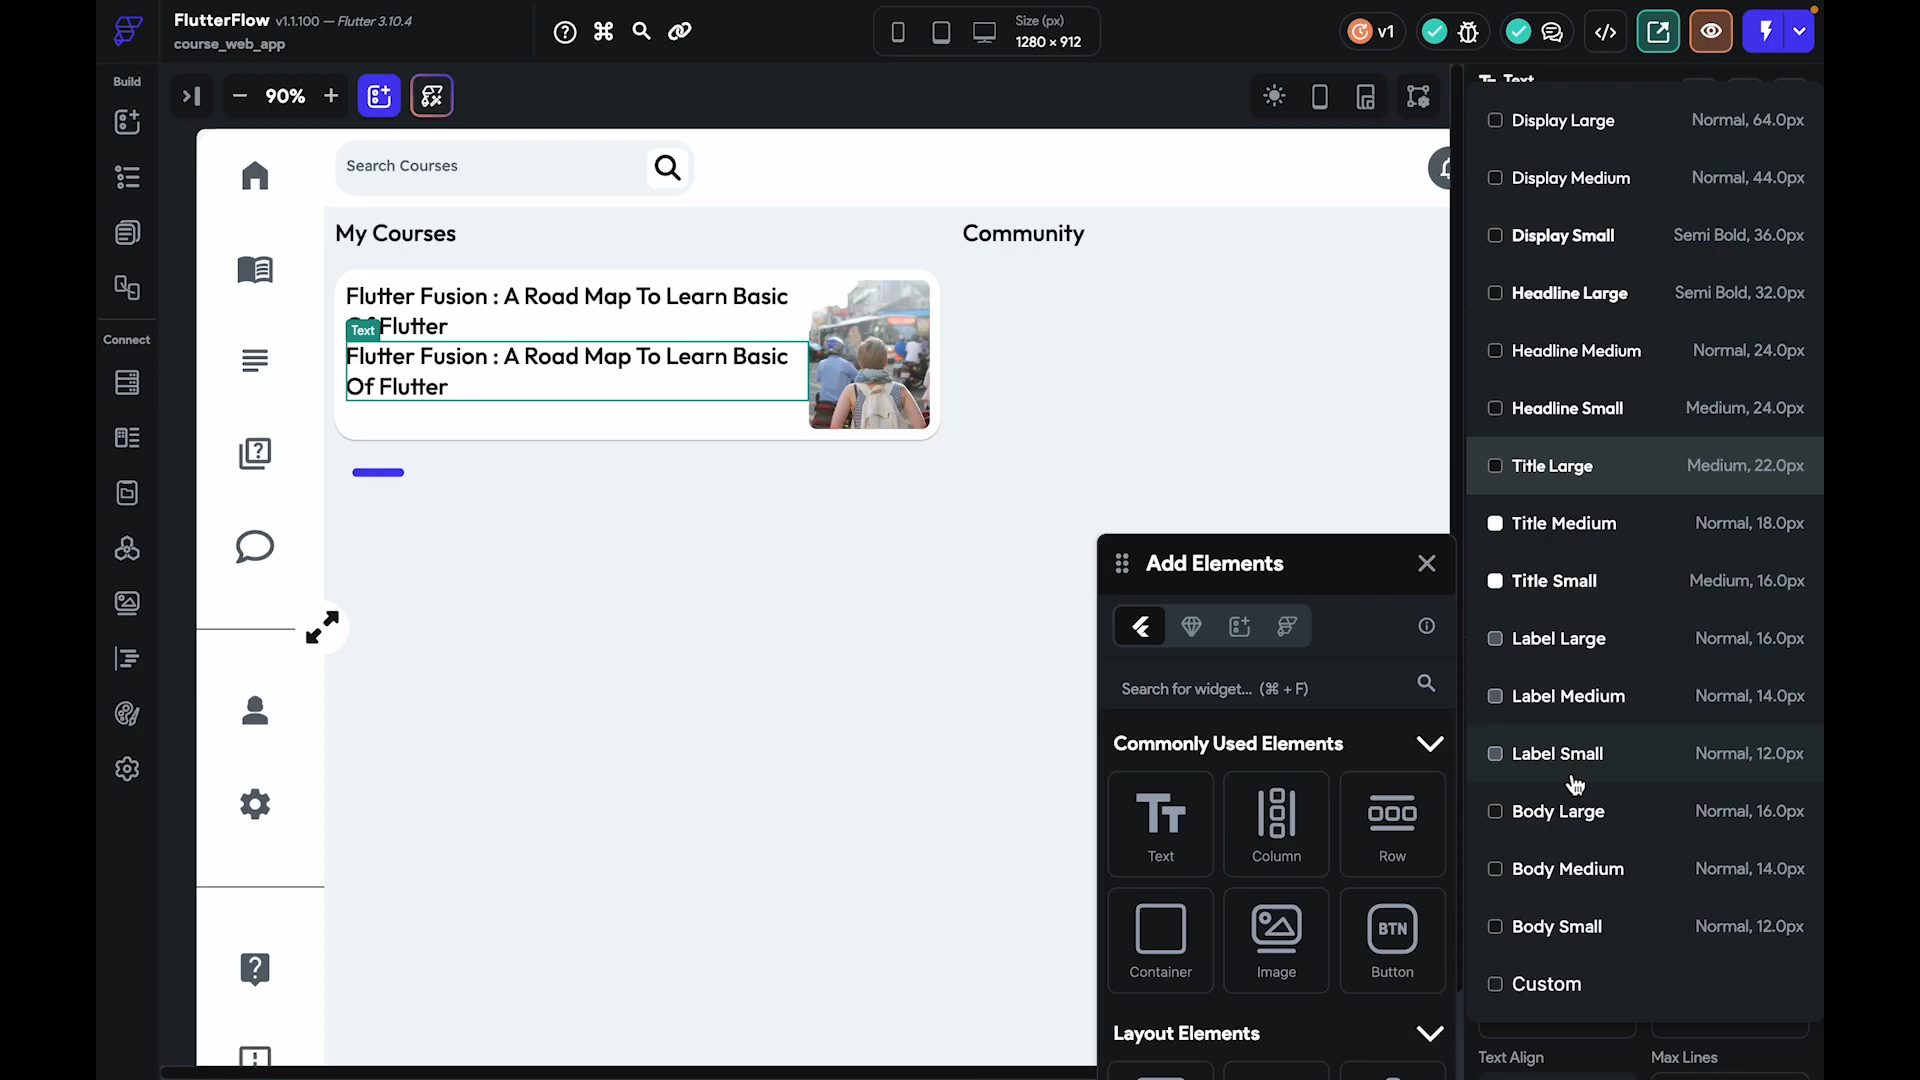 FlutterFlow v1.1.100 — Flutter 3.10.4
course_web_app
Size (px)
1280 × 912
v1
Build
Connect
90%
Search Courses
My Courses
Community
Flutter Fusion : A Road Map To Learn Basic
Of Flutter
Text
Flutter Fusion : A Road Map To Learn Basic
Of Flutter
Add Elements
Search for widget... (⌘ + F)
Commonly Used Elements
Text
Column
Row
Container
Image
BTN
Button
Layout Elements
Text
Display Large Normal, 64.0px
Display Medium Normal, 44.0px
Display Small Semi Bold, 36.0px
Headline Large Semi Bold, 32.0px
Headline Medium Normal, 24.0px
Headline Small Medium, 24.0px
Title Large Medium, 22.0px
Title Medium Normal, 18.0px
Title Small Medium, 16.0px
Label Large Normal, 16.0px
Label Medium Normal, 14.0px
Label Small Normal, 12.0px
Body Large Normal, 16.0px
Body Medium Normal, 14.0px
Body Small Normal, 12.0px
Custom
Text Align
Max Lines